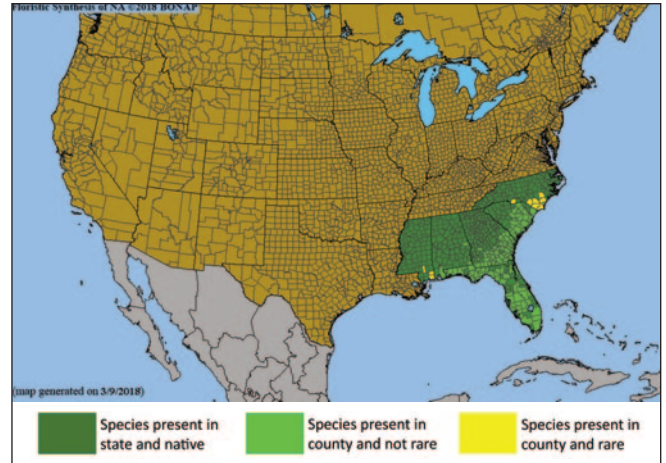 Floristic Synthesis of NA ©2018 BONAP
(map generated on 3/9/2018)
Species present in
state and native
Species present in
county and not rare
Species present in
county and rare